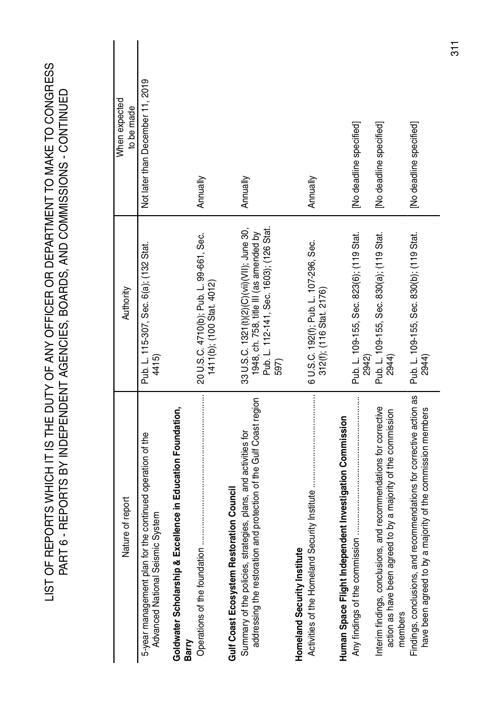 LIST OF REPORTS WHICH IT IS THE DUTY OF ANY OFFICER OR DEPARTMENT TO MAKE TO CONGRESS
PART 6 - REPORTS BY INDEPENDENT AGENCIES, BOARDS, AND COMMISSIONS - CONTINUED
Nature of report
Authority
When expected
to be made
5-year management plan for the continued operation of the
Advanced National Seismic System
Pub. L. 115-307, Sec. 6(a); (132 Stat.
4415)
Not later than December 11, 2019
Goldwater Scholarship & Excellence in Education Foundation,
Barry
Operations of the foundation
20 U.S.C. 4710(b); Pub. L. 99-661, Sec.
1411(b); (100 Stat. 4012)
Annually
Gulf Coast Ecosystem Restoration Council
Summary of the policies, strategies, plans, and activities for
addressing the restoration and protection of the Gulf Coast region
33 U.S.C. 1321(t)(2)(C)(vii)(VII); June 30,
1948, ch. 758, title III (as amended by
Pub. L. 112-141, Sec. 1603); (126 Stat.
597)
Annually
Homeland Security Institute
Activities of the Homeland Security Institute
6 U.S.C. 192(f); Pub. L. 107-296, Sec.
312(f); (116 Stat. 2176)
Annually
Human Space Flight Independent Investigation Commission
Any findings of the commission
Pub. L. 109-155, Sec. 823(6); (119 Stat.
2942)
[No deadline specified]
Interim findings, conclusions, and recommendations for corrective
action as have been agreed to by a majority of the commission
members
Pub. L. 109-155, Sec. 830(a); (119 Stat.
2944)
[No deadline specified]
Findings, conclusions, and recommendations for corrective action as
have been agreed to by a majority of the commission members
Pub. L. 109-155, Sec. 830(b); (119 Stat.
2944)
[No deadline specified]
311